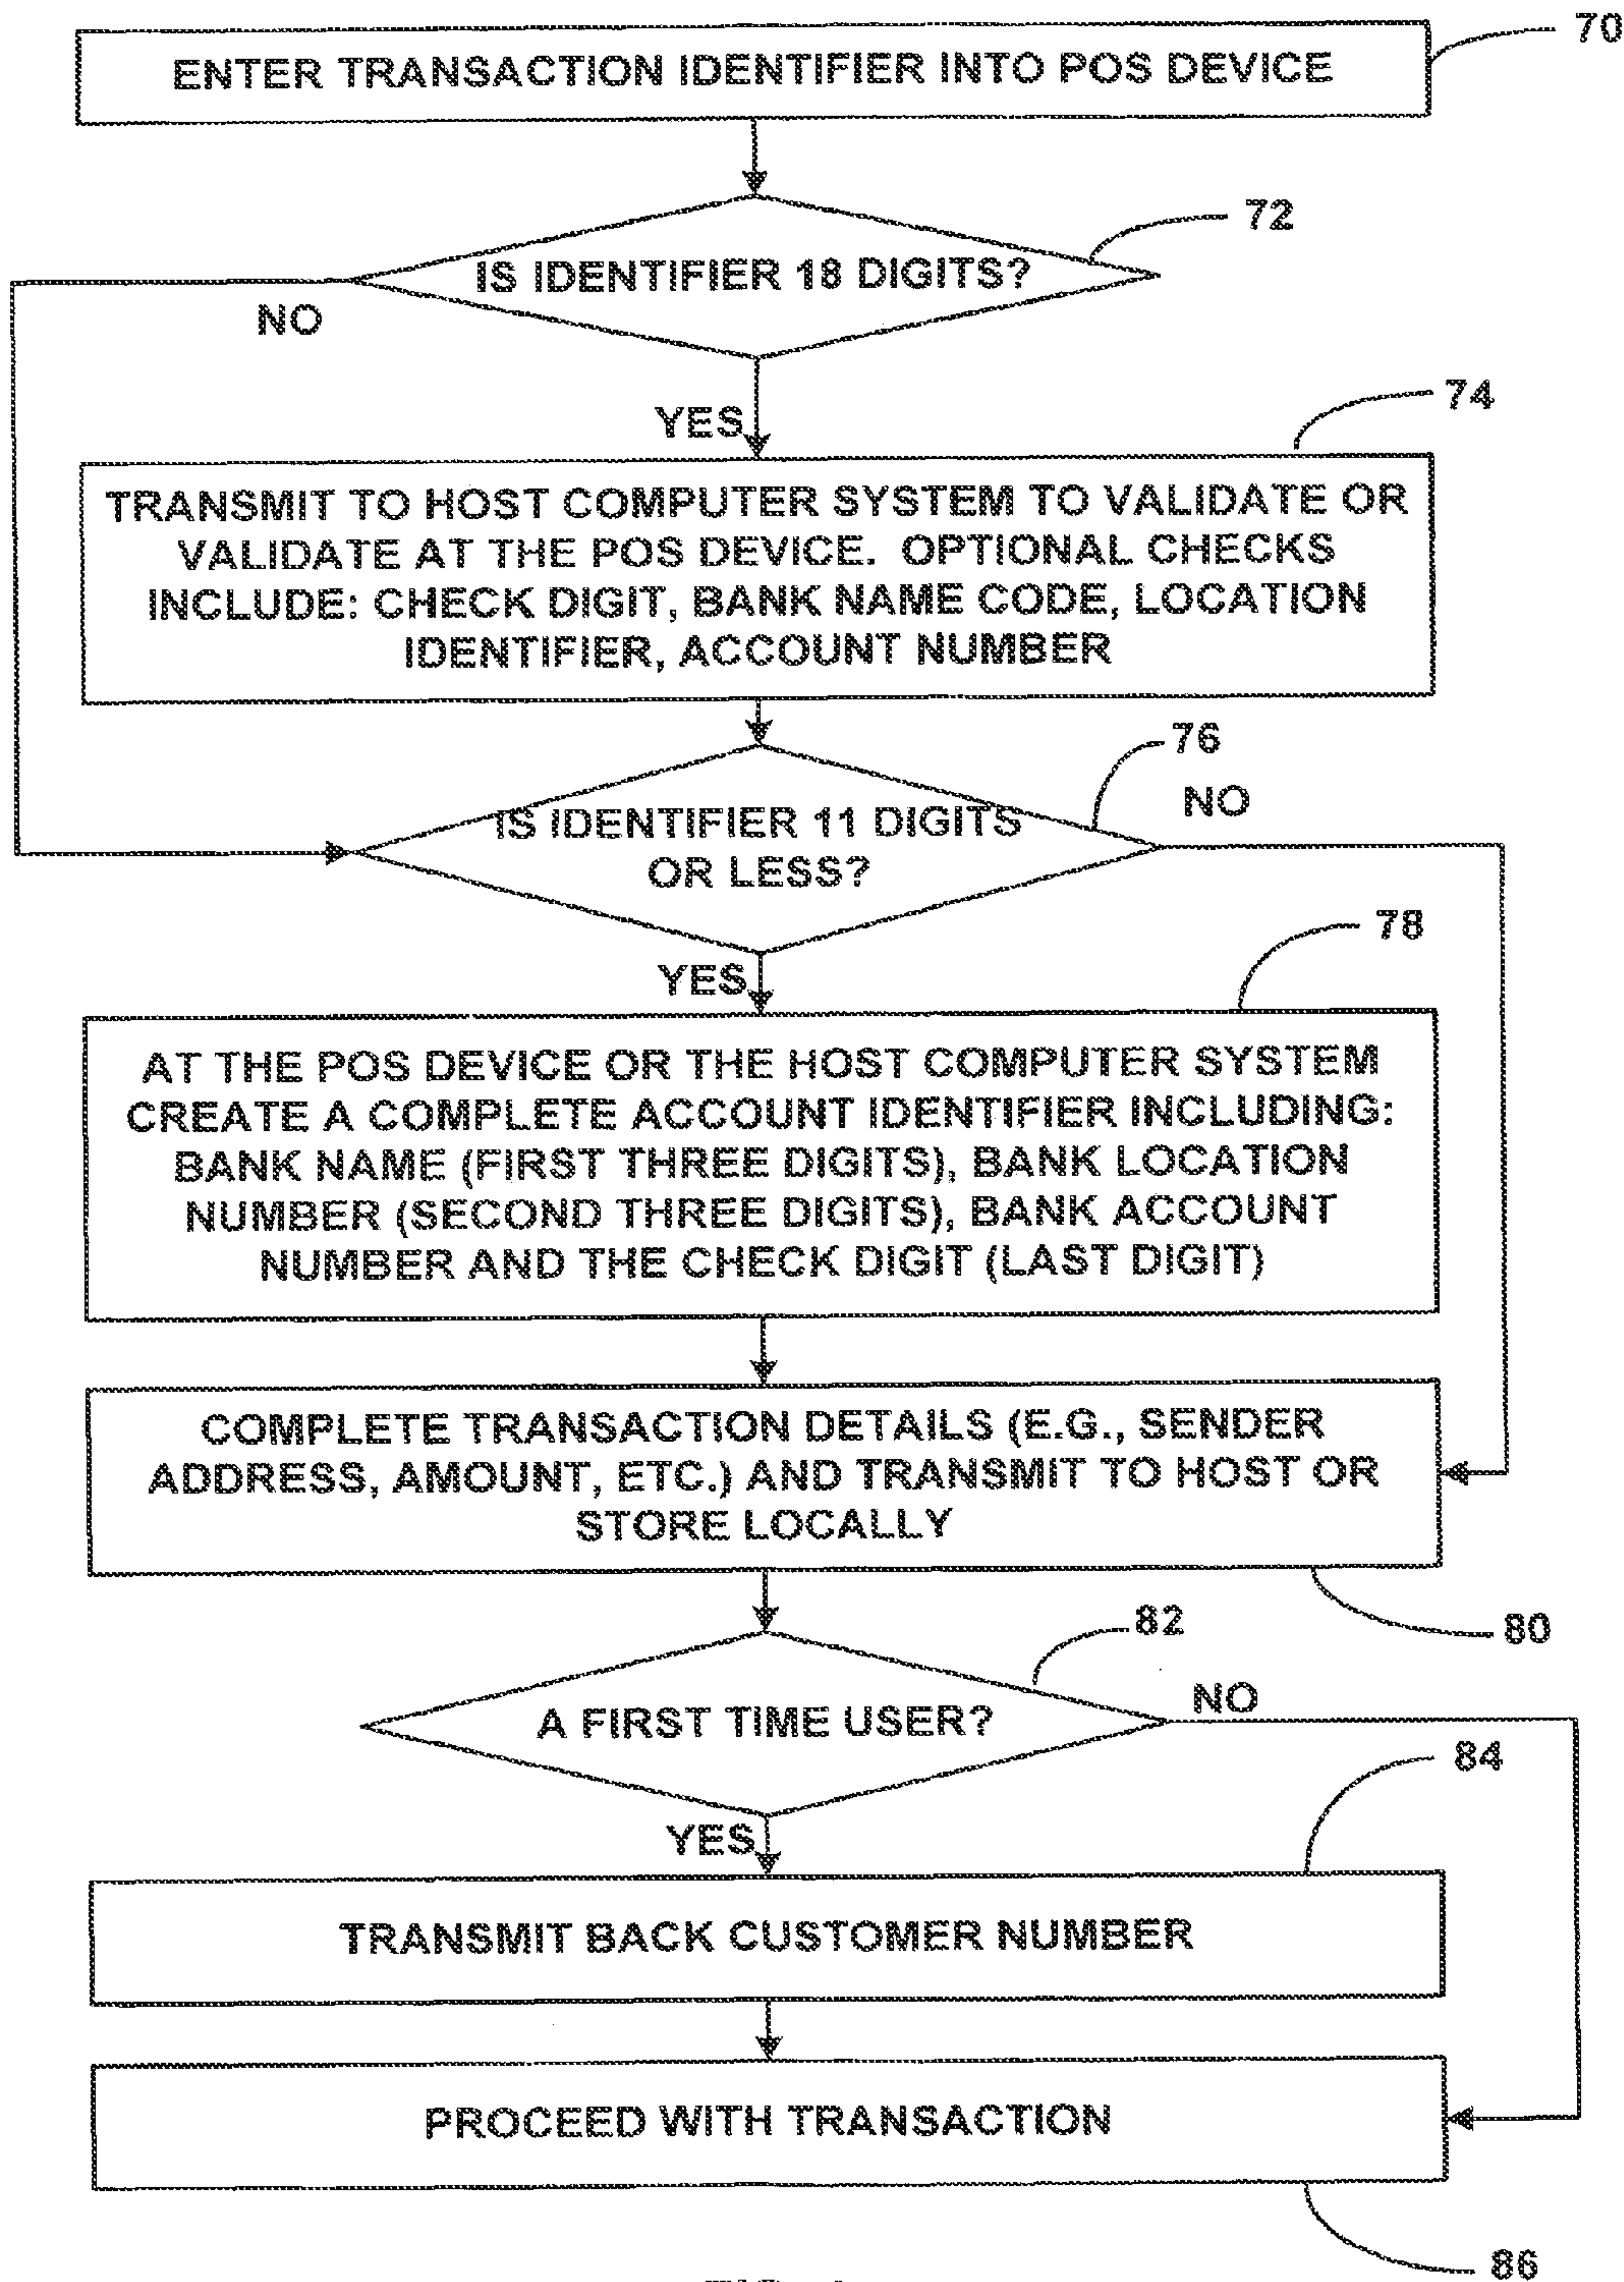 70
ENTER TRANSACTION IDENTIFIER INTO POS DEVICE
72
IS IDENTIFIER 18 DIGITS?
NO
YES
74
TRANSMIT TO HOST COMPUTER SYSTEM TO VALIDATE OR
VALIDATE AT THE POS DEVICE. OPTIONAL CHECKS
INCLUDE: CHECK DIGIT, BANK NAME CODE, LOCATION
IDENTIFIER, ACCOUNT NUMBER
76
NO
IS IDENTIFIER 11 DIGITS
OR LESS?
78
YES
AT THE POS DEVICE OR THE HOST COMPUTER SYSTEM
CREATE A COMPLETE ACCOUNT IDENTIFIER INCLUDING:
BANK NAME (FIRST THREE DIGITS), BANK LOCATION
NUMBER (SECOND THREE DIGITS), BANK ACCOUNT
NUMBER AND THE CHECK DIGIT (LAST DIGIT)
COMPLETE TRANSACTION DETAILS (E.G., SENDER
ADDRESS, AMOUNT, ETC.) AND TRANSMIT TO HOST OR
STORE LOCALLY
80
82
NO
A FIRST TIME USER?
84
YES
TRANSMIT BACK CUSTOMER NUMBER
PROCEED WITH TRANSACTION
86